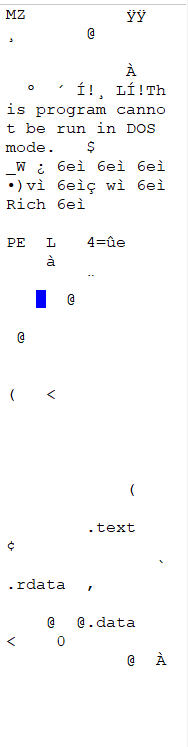 MZ ÿÿ
¸ @
À
º ´ Í!¸ LÍ!Th
is program canno
t be run in DOS
mode. $
_W ¿ 6eì 6eì 6eì
•)vì 6eìç wì 6eì
Rich 6eì
PE L 4=ûe
à
¨
@
@
( <
(
.text
¢
`
.rdata ,
@ @.data
< 0
@ À